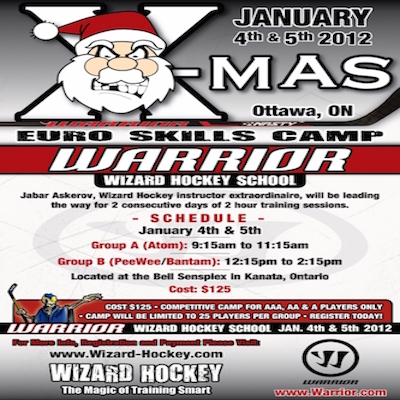 JANUARY
4th & 5th 2012
X-MAS
Ottawa, ON
EURO SKILLS CAMP
WARRIOR
WIZARD HOCKEY SCHOOL
Jabar Askerov, Wizard Hockey instructor extraordinaire, will be leading
the way for 2 consecutive days of 2 hour training sessions.
- SCHEDULE -
January 4th & 5th
Group A (Atom): 9:15am to 11:15am
Group B (PeeWee/Bantam): 12:15pm to 2:15pm
Located at the Bell Sensplex in Kanata, Ontario
Cost: $125
COST $125 - COMPETITIVE CAMP FOR AAA, AA & A PLAYERS ONLY
- CAMP WILL BE LIMITED TO 25 PLAYERS PER GROUP - REGISTER TODAY!
WARRIOR WIZARD HOCKEY SCHOOL JAN. 4th & 5th 2012
For More Info, Registration and Payment Please Visit:
www.Wizard-Hockey.com
WIZARD HOCKEY
The Magic of Training Smart
WARRIOR
www.Warrior.com